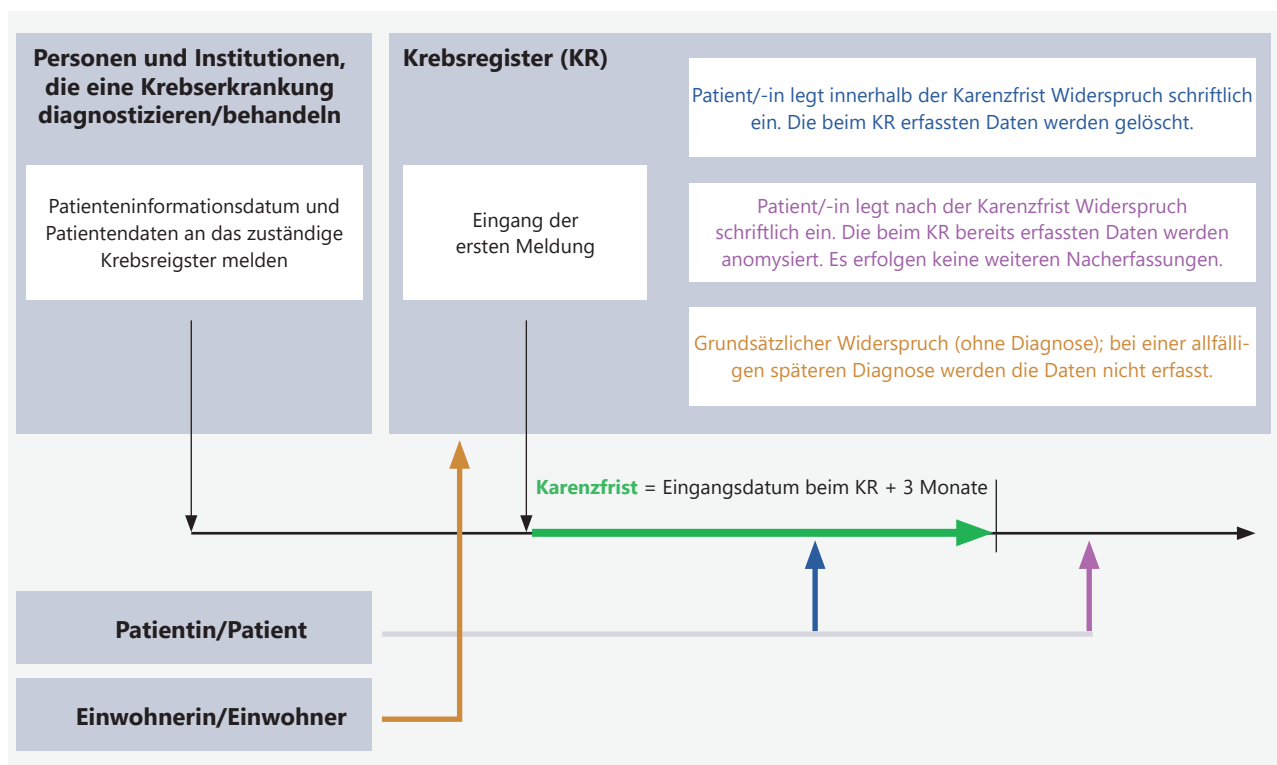 Personen und Institutionen,
die eine Krebserkrankung
diagnostizieren/behandeln
Patienteninformationsdatum und
Patientendaten an das zuständige
Krebsreigster melden
Krebsregister (KR)
Eingang der
ersten Meldung
Patient/-in legt innerhalb der Karenzfrist Widerspruch schriftlich
ein. Die beim KR erfassten Daten werden gelöscht.
Patient/-in legt nach der Karenzfrist Widerspruch
schriftlich ein. Die beim KR bereits erfassten Daten werden
anomysiert. Es erfolgen keine weiteren Nacherfassungen.
Grundsätzlicher Widerspruch (ohne Diagnose); bei einer allfälli-
gen späteren Diagnose werden die Daten nicht erfasst.
Karenzfrist = Eingangsdatum beim KR + 3 Monate
Patientin/Patient
Einwohnerin/Einwohner